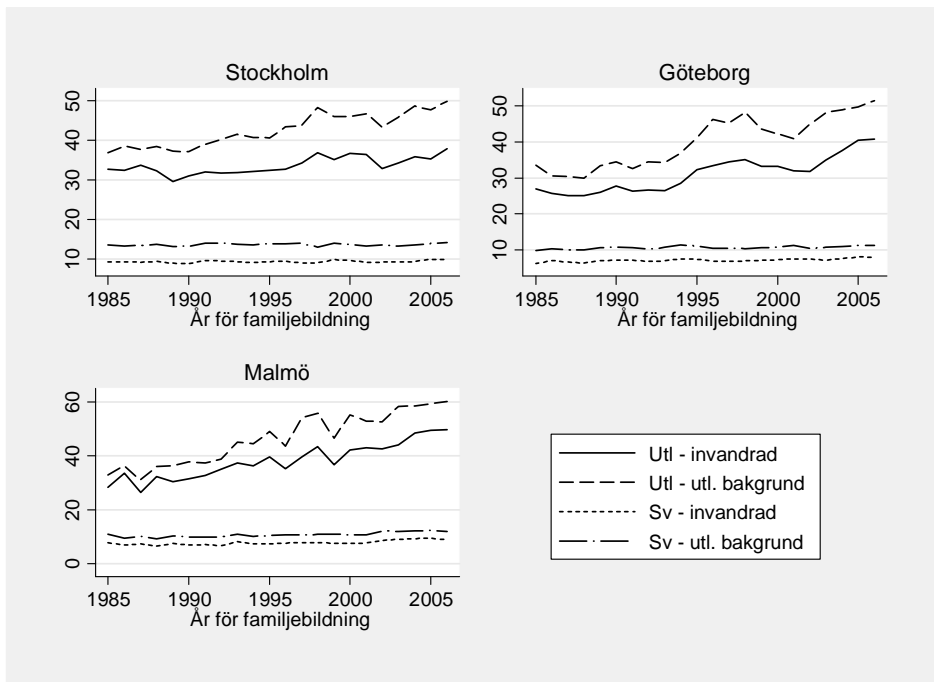 Stockholm
50
40
30
20
10
1985 1990 1995 2000 2005
År för familjebildning
Göteborg
50
40
30
20
10
1985 1990 1995 2000 2005
År för familjebildning
Malmö
60
40
20
0
1985 1990 1995 2000 2005
År för familjebildning
Utl - invandrad
Utl - utl. bakgrund
Sv - invandrad
Sv - utl. bakgrund